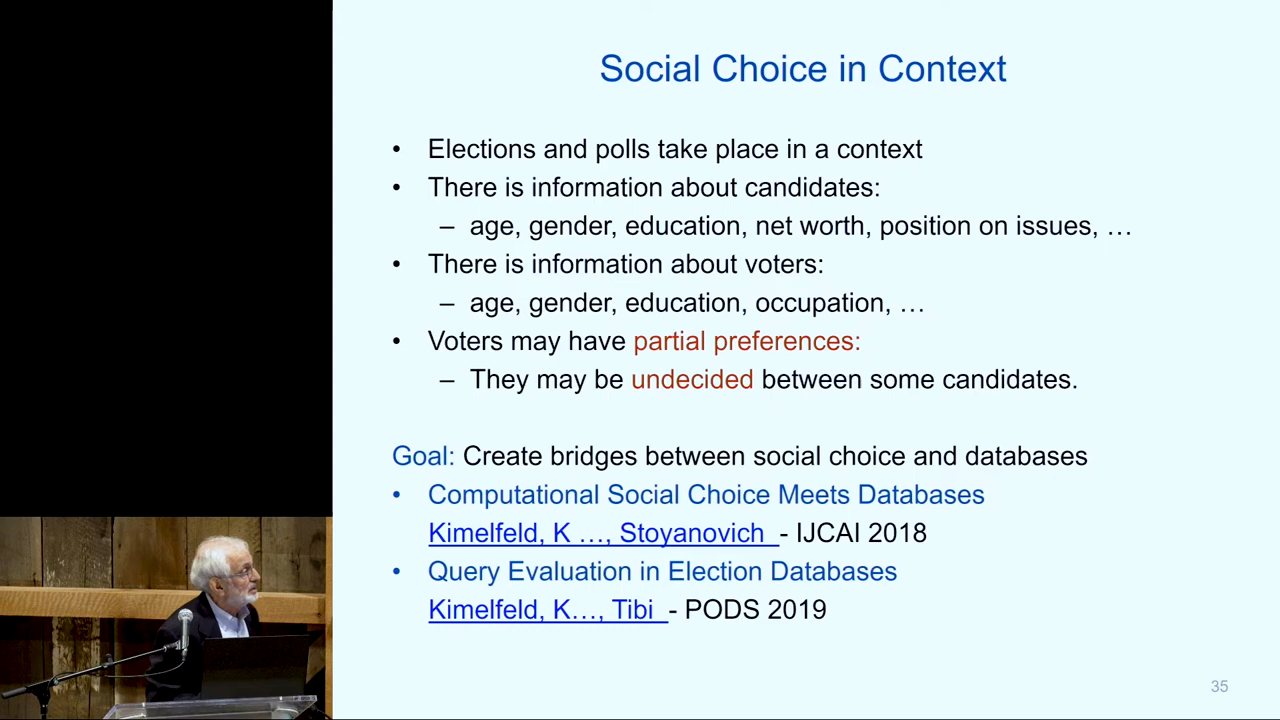 Social Choice in Context
• Elections and polls take place in a context
• There is information about candidates:
– age, gender, education, net worth, position on issues, …
• There is information about voters:
– age, gender, education, occupation, …
• Voters may have partial preferences:
– They may be undecided between some candidates.
Goal: Create bridges between social choice and databases
• Computational Social Choice Meets Databases
Kimelfeld, K …, Stoyanovich - IJCAI 2018
• Query Evaluation in Election Databases
Kimelfeld, K…, Tibi - PODS 2019
35